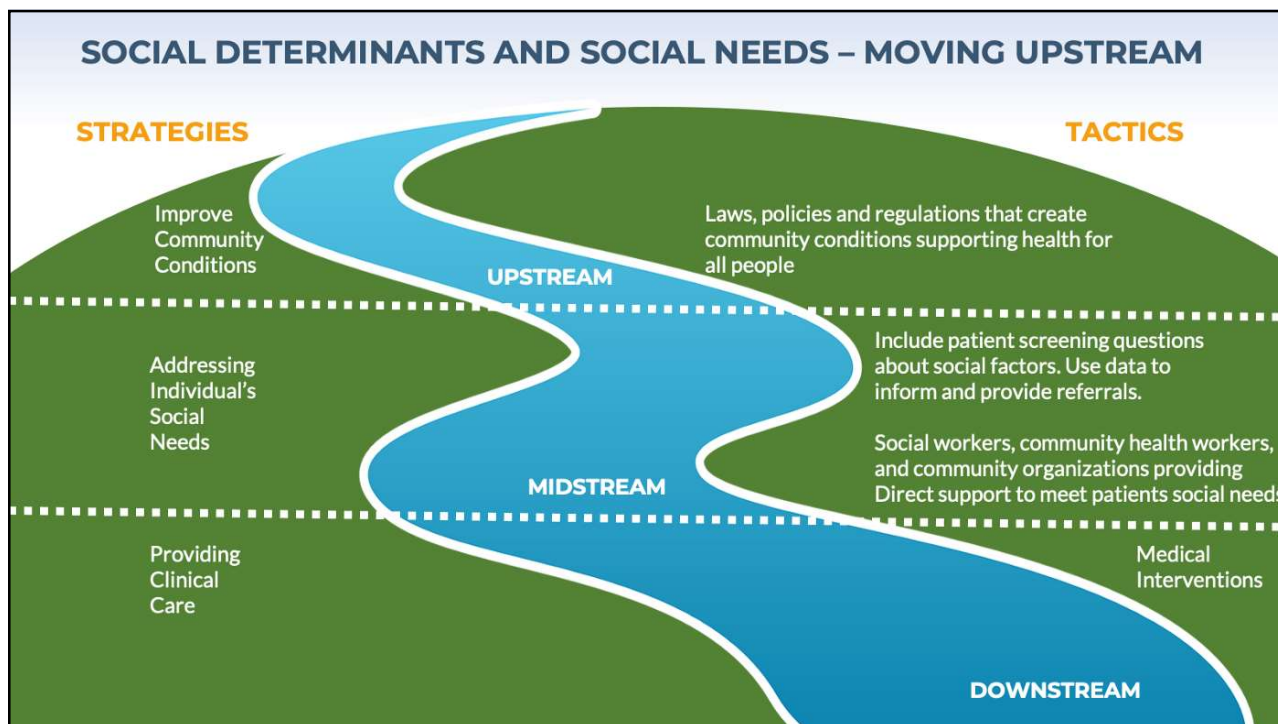 SOCIAL DETERMINANTS AND SOCIAL NEEDS – MOVING UPSTREAM
STRATEGIES
TACTICS
Improve
Community
Conditions
Laws, policies and regulations that create
community conditions supporting health for
all people
UPSTREAM
Addressing
Individual's
Social
Needs
Include patient screening questions
about social factors. Use data to
inform and provide referrals.
Social workers, community health workers,
and community organizations providing
Direct support to meet patients social needs
MIDSTREAM
Providing
Clinical
Care
Medical
Interventions
DOWNSTREAM